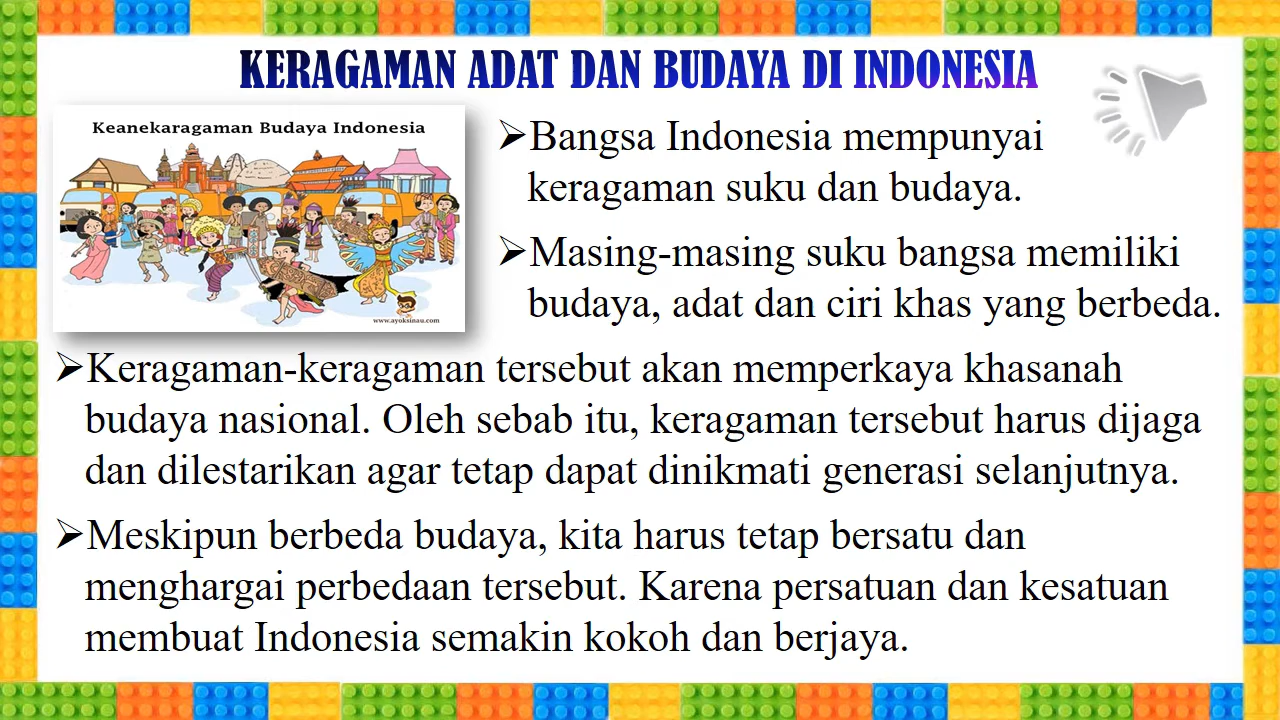 KERAGAMAN ADAT DAN BUDAYA DI INDONESIA
Keanekaragaman Budaya Indonesia
www.ayoksinau.com
➢Bangsa Indonesia mempunyai
keragaman suku dan budaya.
➢Masing-masing suku bangsa memiliki
budaya, adat dan ciri khas yang berbeda.
➢Keragaman-keragaman tersebut akan memperkaya khasanah
budaya nasional. Oleh sebab itu, keragaman tersebut harus dijaga
dan dilestarikan agar tetap dapat dinikmati generasi selanjutnya.
➢Meskipun berbeda budaya, kita harus tetap bersatu dan
menghargai perbedaan tersebut. Karena persatuan dan kesatuan
membuat Indonesia semakin kokoh dan berjaya.